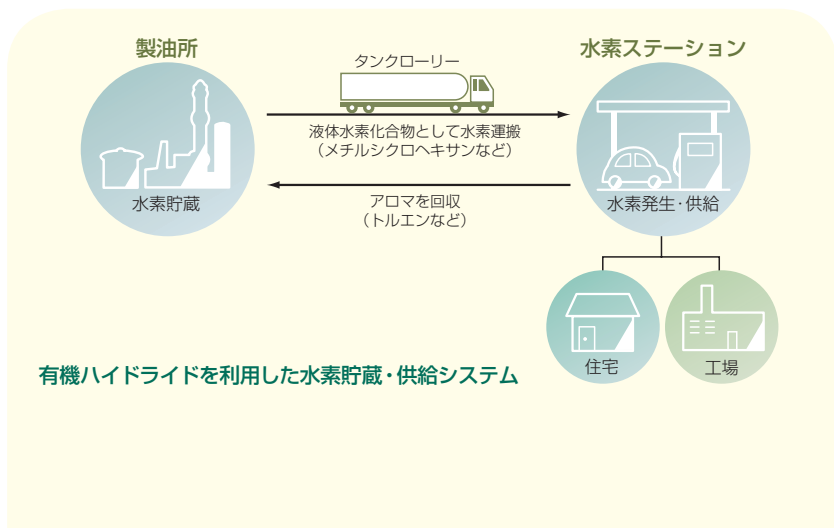 製油所
水素ステーション
タンクローリー
液体水素化合物として水素運搬
（メチルシクロヘキサンなど）
アロマを回収
（トルエンなど）
水素貯蔵
水素発生・供給
住宅
工場
有機ハイドライドを利用した水素貯蔵・供給システム